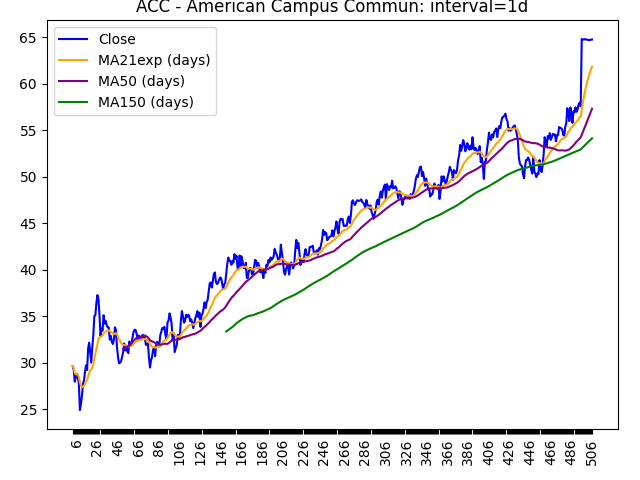 ACC - American Campus Commun: interval=1d
Close
MA21exp (days)
MA50 (days)
MA150 (days)
65
60
55
50
45
40
35
30
25
6 26 46 66 86 106 126 146 166 186 206 226 246 266 286 306 326 346 366 386 406 426 446 466 486 506